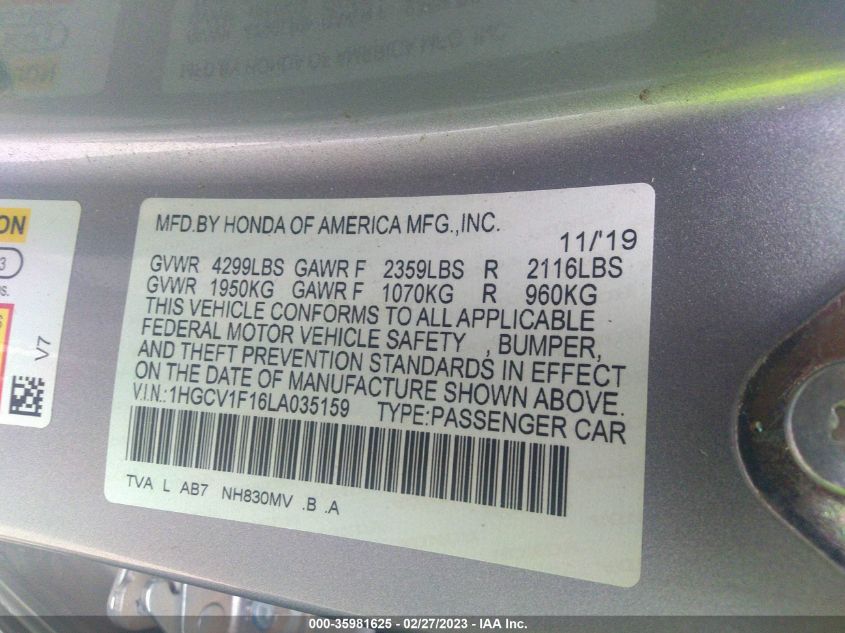 MFD.BY HONDA OF AMERICA MFG.,INC.
11/'19
GVWR 4299LBS GAWR F 2359LBS R 2116LBS
GVWR 1950KG GAWR F 1070KG R 960KG
THIS VEHICLE CONFORMS TO ALL APPLICABLE
FEDERAL MOTOR VEHICLE SAFETY , BUMPER,
AND THEFT PREVENTION STANDARDS IN EFFECT
ON THE DATE OF MANUFACTURE SHOWN ABOVE.
V.I.N.:1HGCV1F16LA035159 TYPE:PASSENGER CAR
TVA L AB7 NH830MV .B .A
ON
3
V7
000-35981625 - 02/27/2023 - IAA Inc.